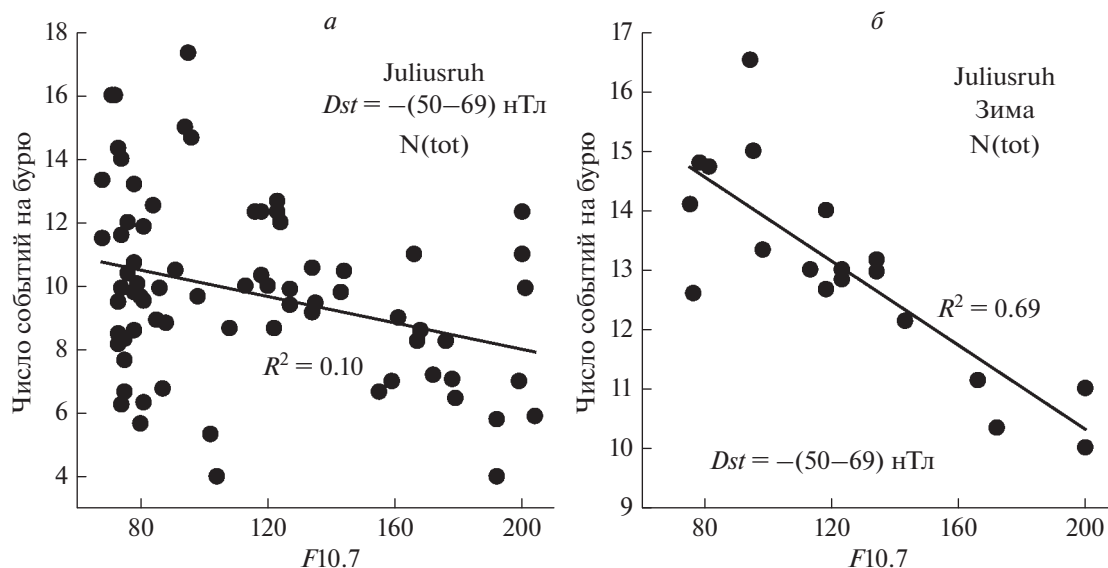 а
Число событий на бурю
18
16
14
12
10
8
6
4
Juliusruh
Dst = −(50−69) нТл
N(tot)
R² = 0.10
80
120
160
200
F10.7
б
Число событий на бурю
17
16
15
14
13
12
11
10
9
Juliusruh
Зима
N(tot)
R² = 0.69
Dst = −(50−69) нТл
80
120
160
200
F10.7